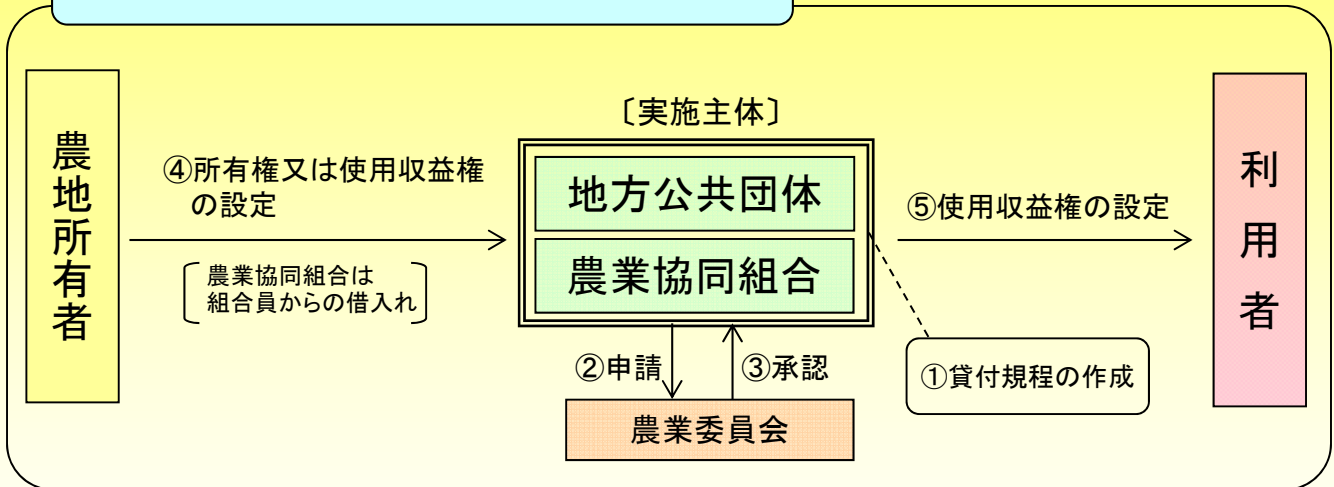 農地所有者
④所有権又は使用収益権
の設定
農業協同組合は
組合員からの借入れ
〔実施主体〕
地方公共団体
農業協同組合
②申請
③承認
農業委員会
⑤使用収益権の設定
①貸付規程の作成
利用者